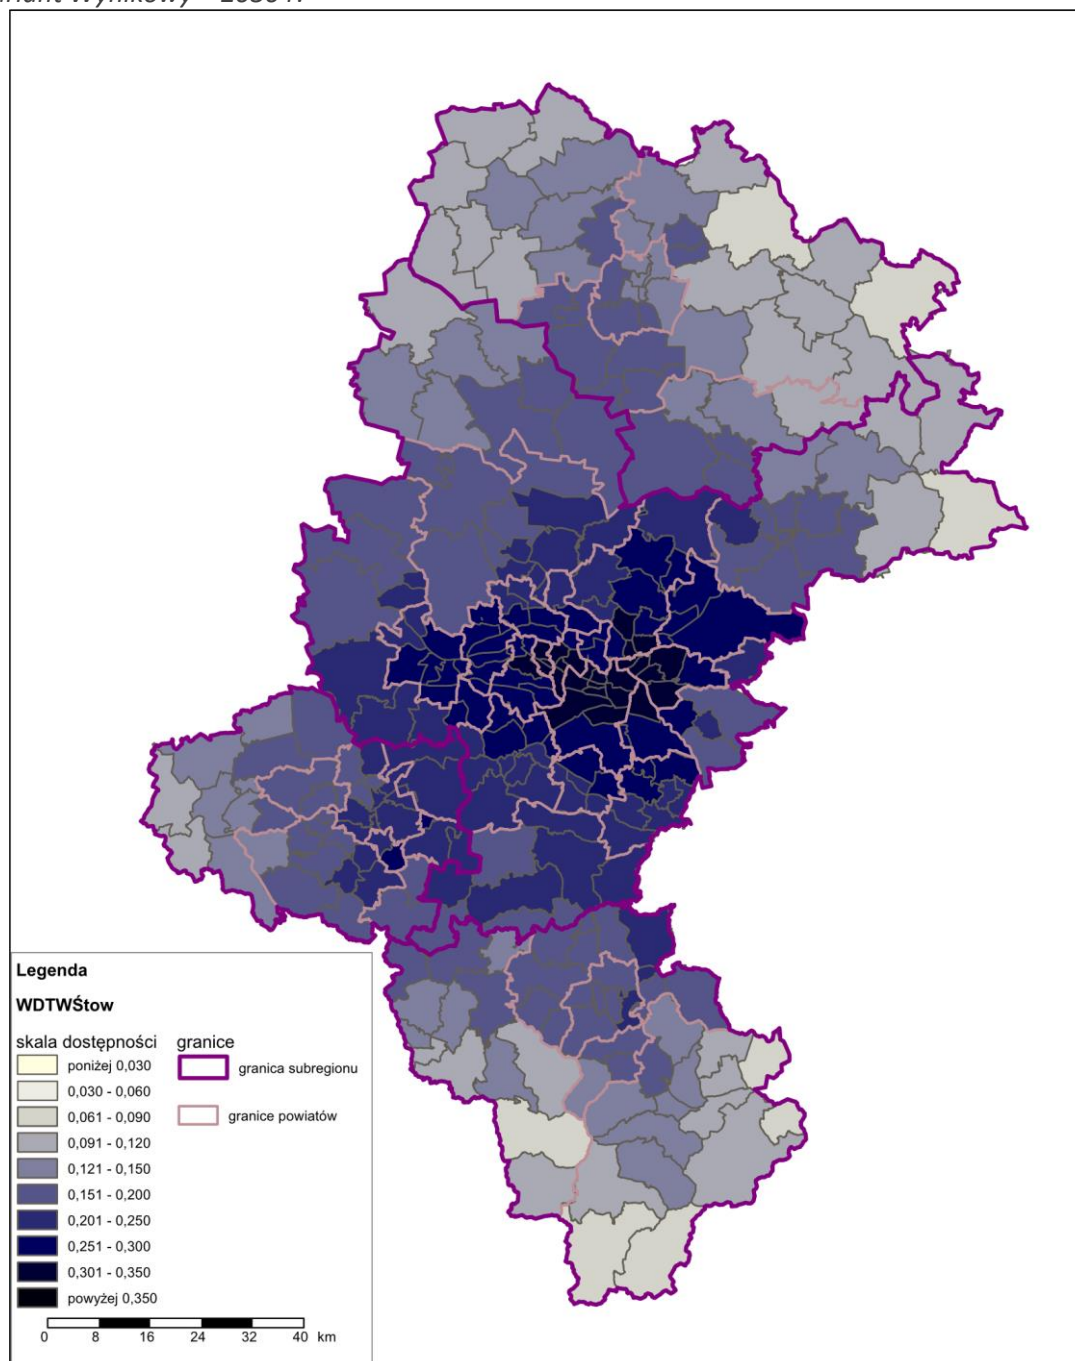 Wynikowy
Legenda
WDTWŚtow
skala dostępności
poniżej 0,030
0,030 - 0,060
0,061 - 0,090
0,091 - 0,120
0,121 - 0,150
0,151 - 0,200
0,201 - 0,250
0,251 - 0,300
0,301 - 0,350
powyżej 0,350
granice
granica subregionu
granice powiatów
0 8 16 24 32 40 km